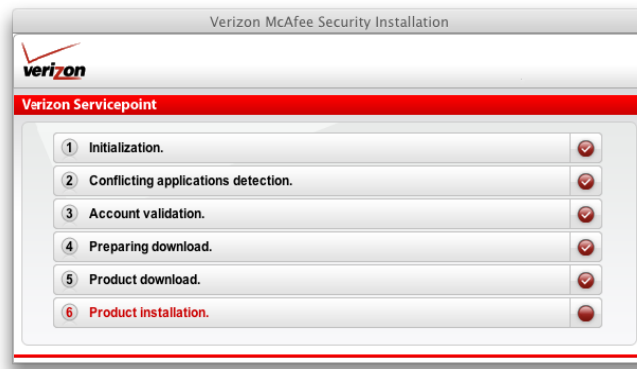 Verizon McAfee Security Installation
verizon
Verizon Servicepoint
1 Initialization.
2 Conflicting applications detection.
3 Account validation.
4 Preparing download.
5 Product download.
6 Product installation.